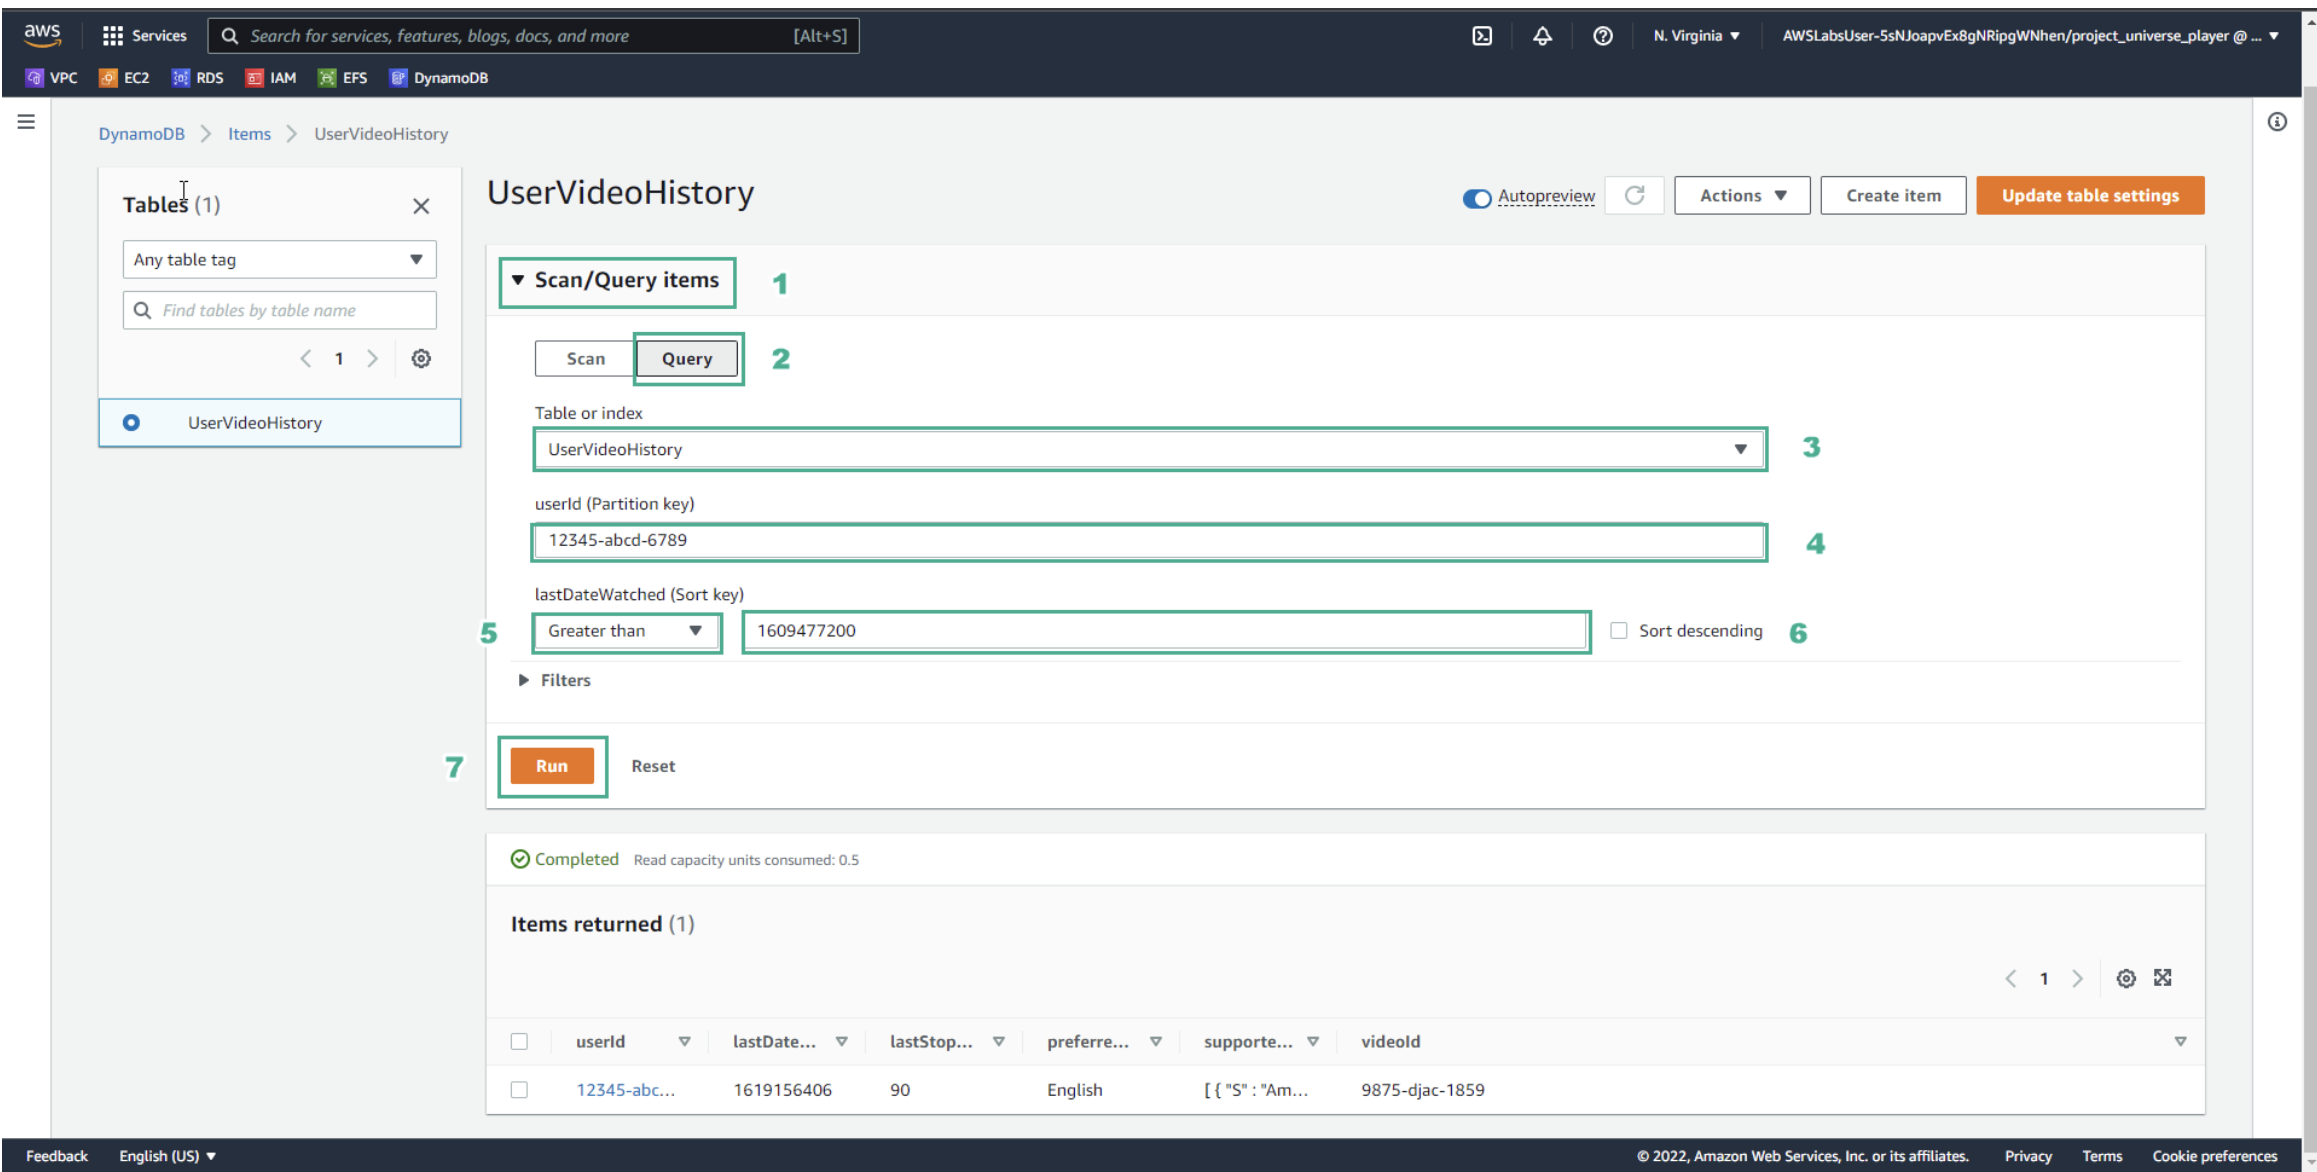 aws Services Search for services, features, blogs, docs, and more [Alt+S] N. Virginia ▼ AWSLabsUser-5sNJoapvEx8gNRipgWNhen/project_universe_player @ ... ▼
VPC EC2 RDS IAM EFS DynamoDB
DynamoDB > Items > UserVideoHistory
Tables (1)
Any table tag
Find tables by table name
1
UserVideoHistory
UserVideoHistory
Autopreview Actions ▼ Create item Update table settings
▼ Scan/Query items 1
Scan Query 2
Table or index
UserVideoHistory 3
userId (Partition key)
12345-abcd-6789 4
lastDateWatched (Sort key)
5 Greater than 1609477200 Sort descending 6
Filters
7 Run Reset
Completed Read capacity units consumed: 0.5
Items returned (1)
1
userId lastDate... lastStop... preferre... supporte... videoId
12345-abc... 1619156406 90 English [ { "S" : "Am... 9875-djac-1859
Feedback English (US) ▼ © 2022, Amazon Web Services, Inc. or its affiliates. Privacy Terms Cookie preferences